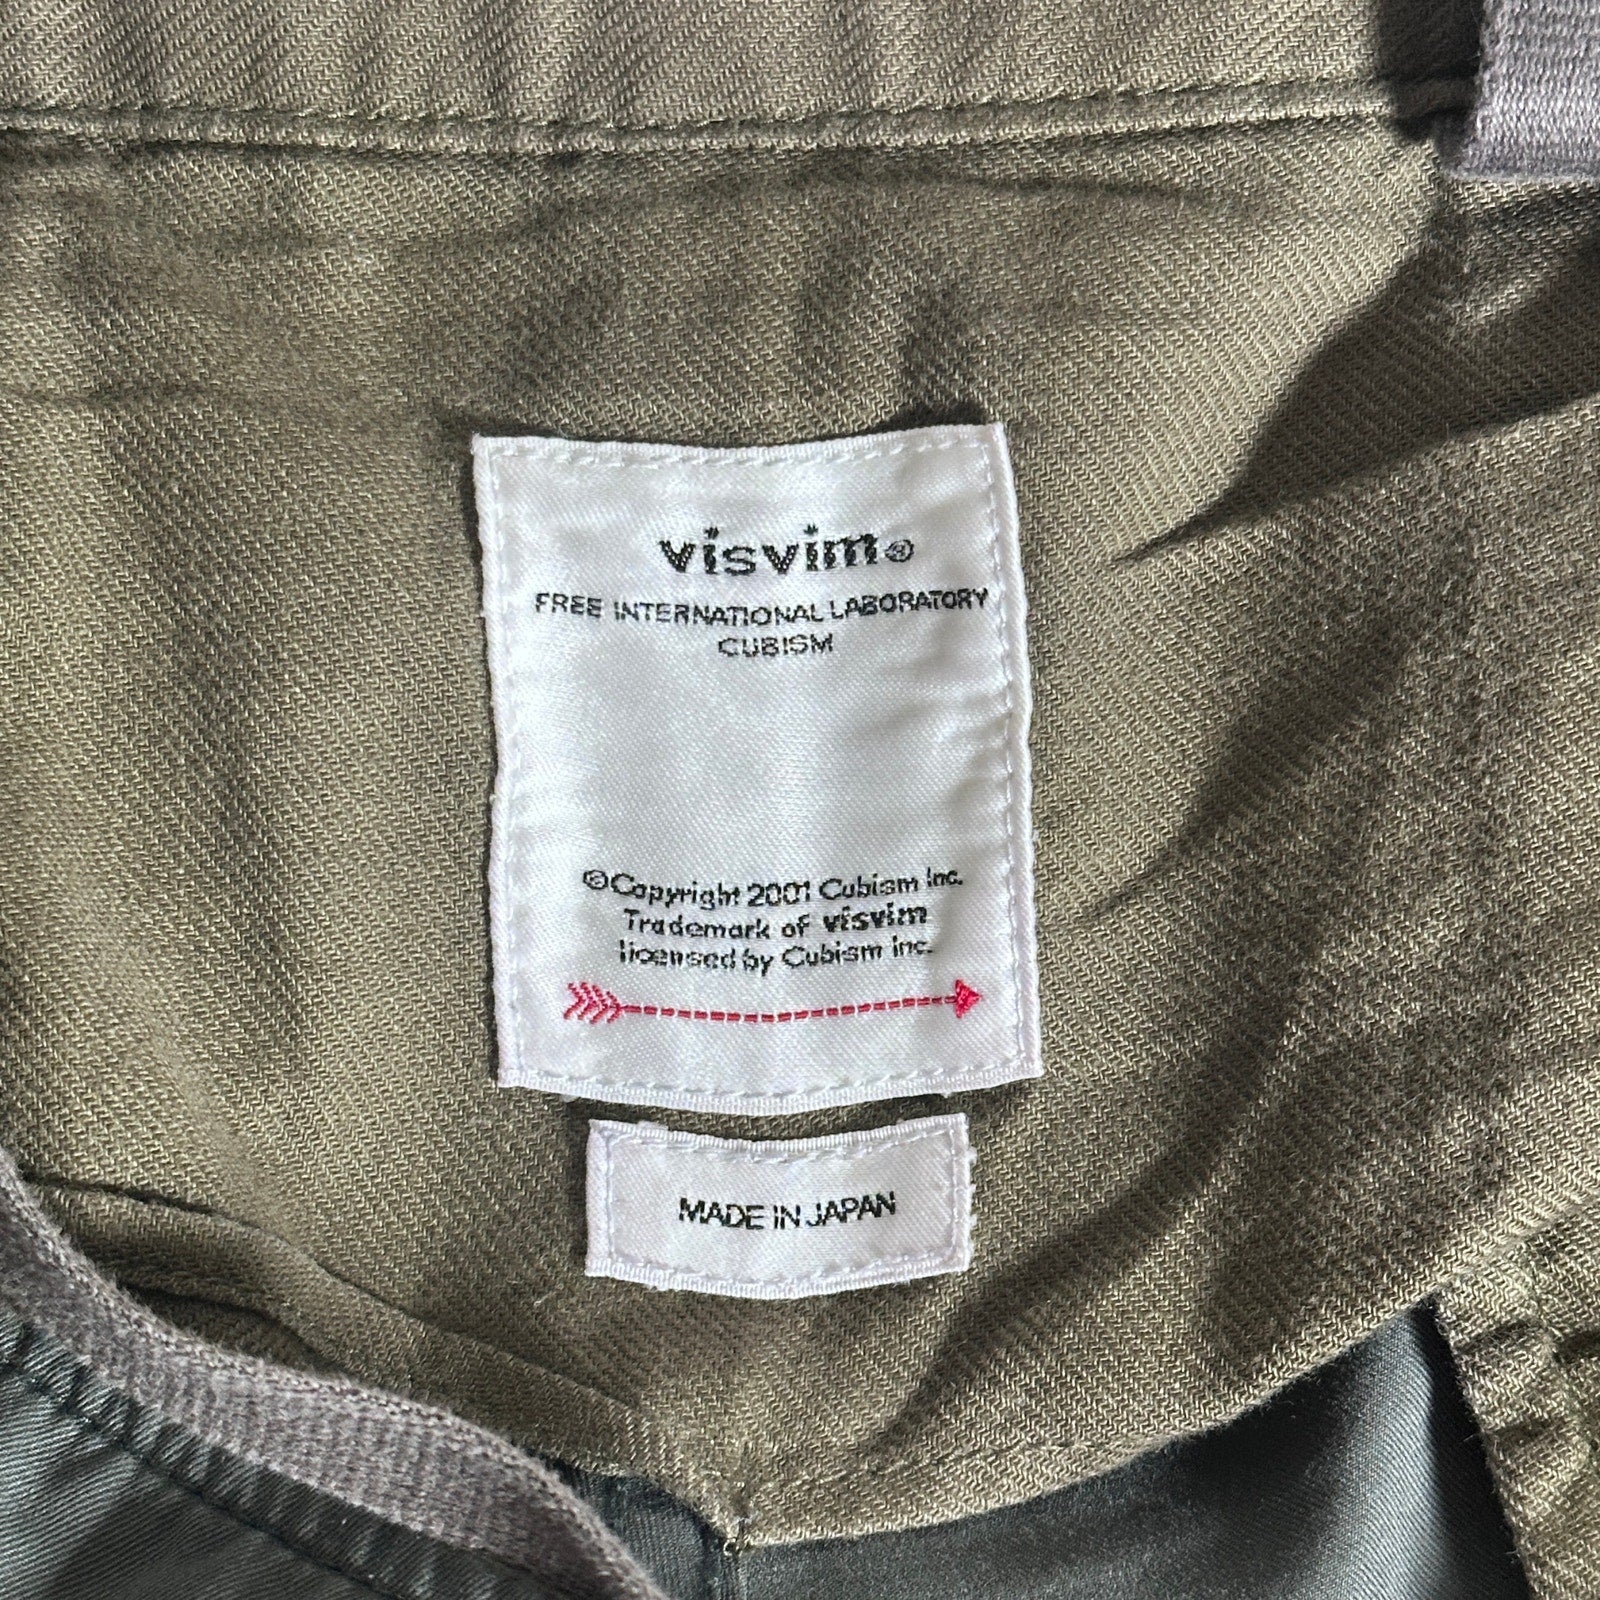 visvim®
FREE INTERNATIONAL LABORATORY
CUBISM
©Copyright 2001 Cubism Inc.
Trademark of visvim
licensed by Cubism Inc.
MADE IN JAPAN